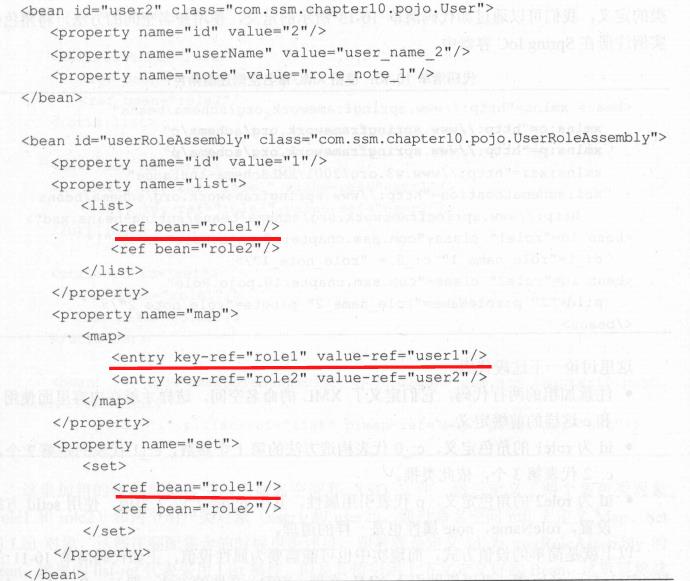 <bean id="user2" class="com.ssm.chapter10.pojo.User">
<property name="id" value="2"/>
<property name="userName" value="user_name_2"/>
<property name="note" value="role_note_1"/>
</bean>
<bean id="userRoleAssembly" class="com.ssm.chapter10.pojo.UserRoleAssembly">
<property name="id" value="1"/>
<property name="list">
<list>
<ref bean="role1"/>
<ref bean="role2"/>
</list>
</property>
<property name="map">
<map>
<entry key-ref="role1" value-ref="user1"/>
<entry key-ref="role2" value-ref="user2"/>
</map>
</property>
<property name="set">
<set>
<ref bean="role1"/>
<ref bean="role2"/>
</set>
</property>
</bean>